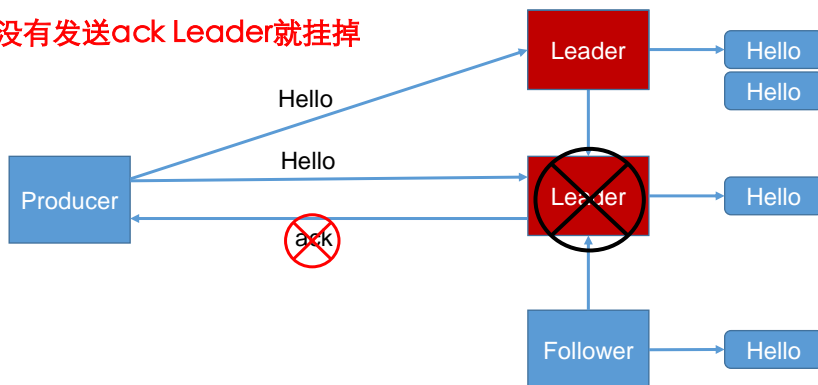 没有发送ack Leader就挂掉
Leader
Hello
Hello
Hello
Hello
Producer
Leader
Hello
ack
Follower
Hello